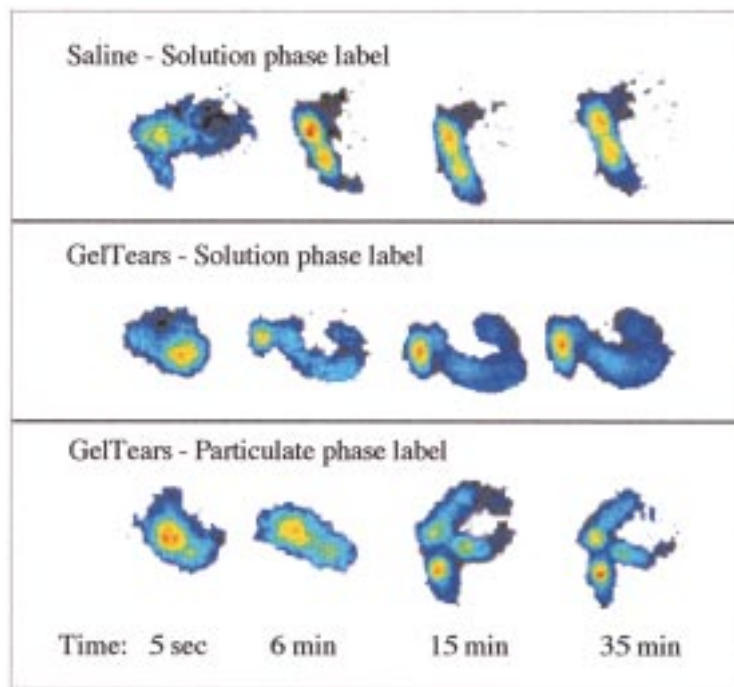 Saline - Solution phase label
GelTears - Solution phase label
GelTears - Particulate phase label
Time: 5 sec 6 min 15 min 35 min